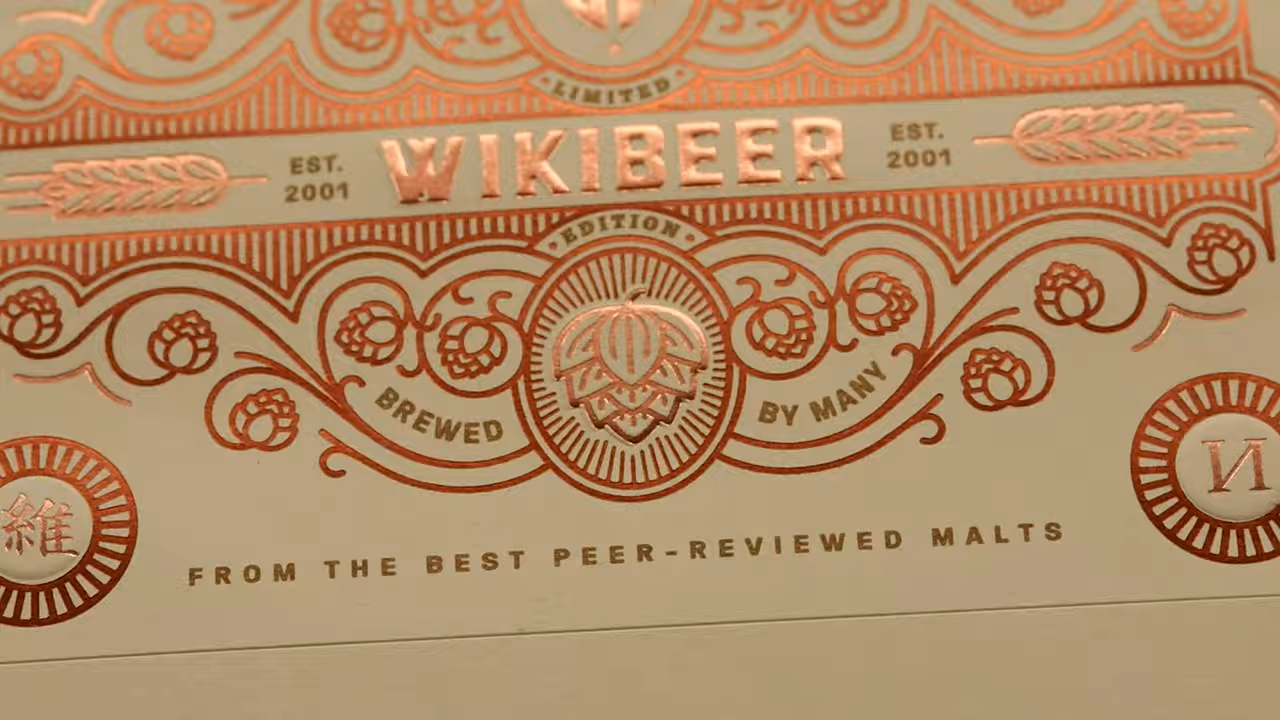 LIMITED
EST. 2001
WIKIBEER
EST. 2001
EDITION
BREWED
BY MANY
維
И
FROM THE BEST PEER-REVIEWED MALTS